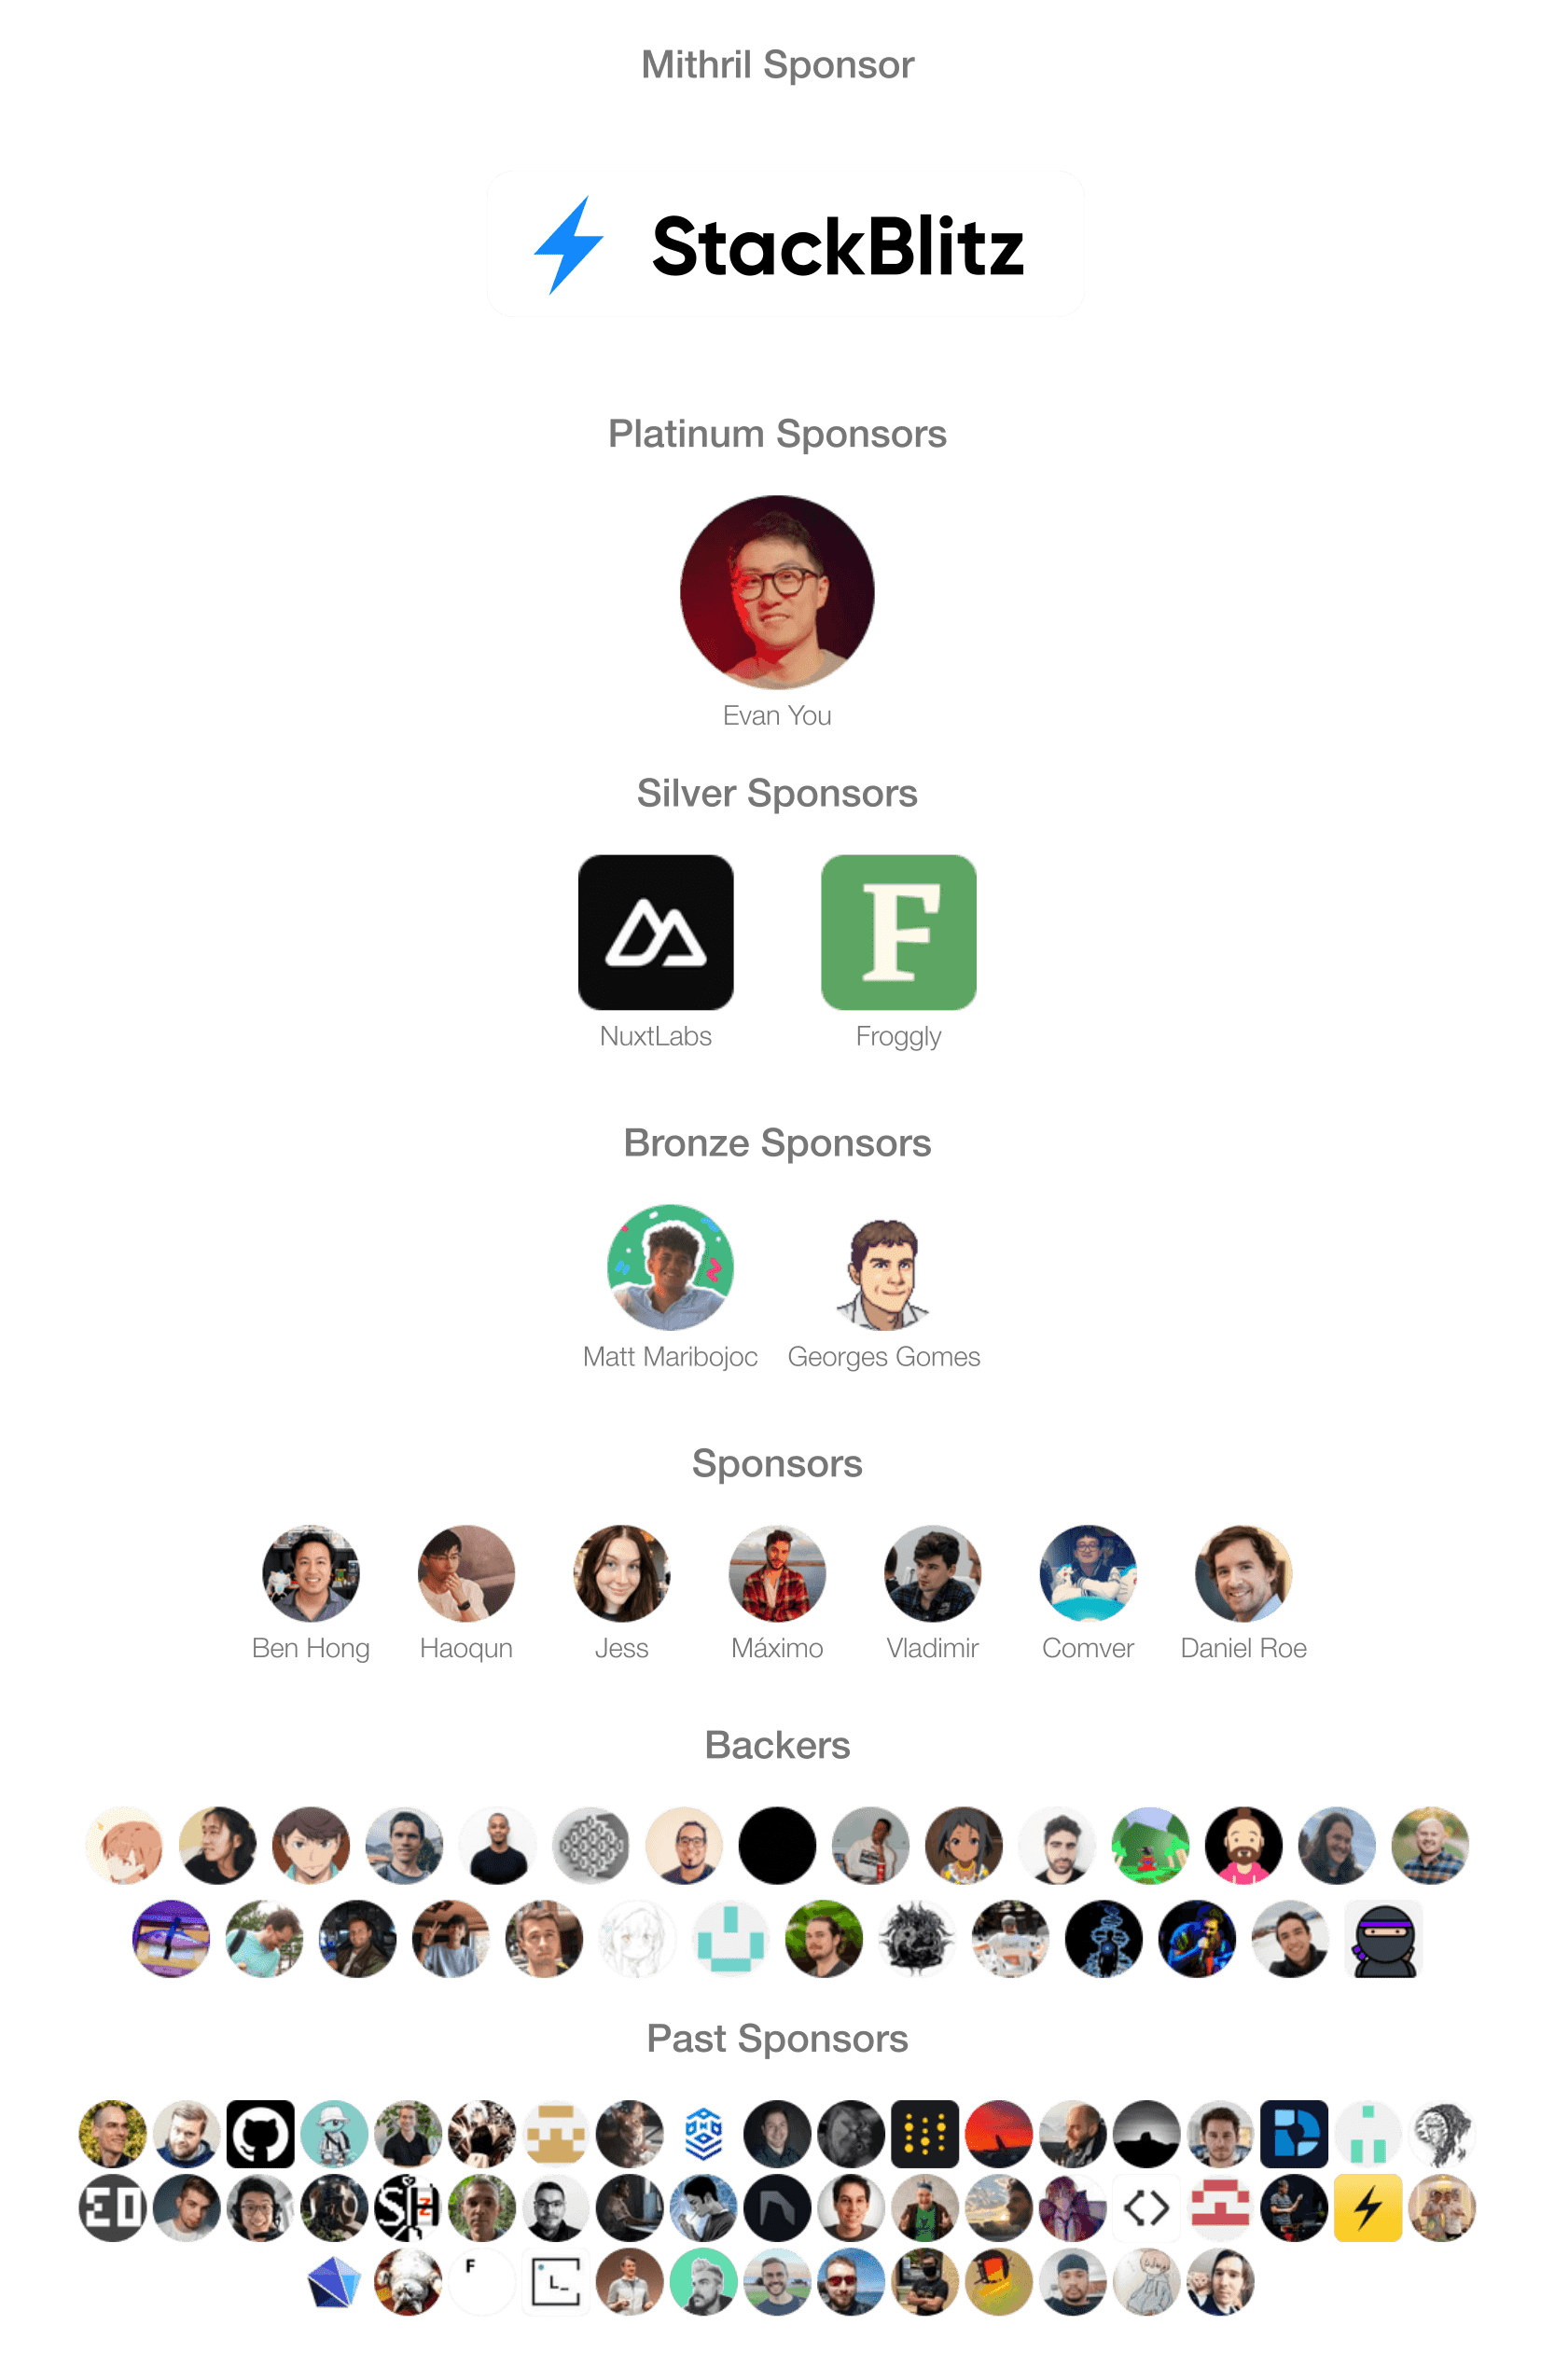 Mithril Sponsor
StackBlitz
Platinum Sponsors
Evan You
Silver Sponsors
F
NuxtLabs
Froggly
Bronze Sponsors
Matt Maribojoc
Georges Gomes
Sponsors
Ben Hong
Haoqun
Jess
Máximo
Vladimir
Comver
Daniel Roe
Backers
Past Sponsors
F
L_